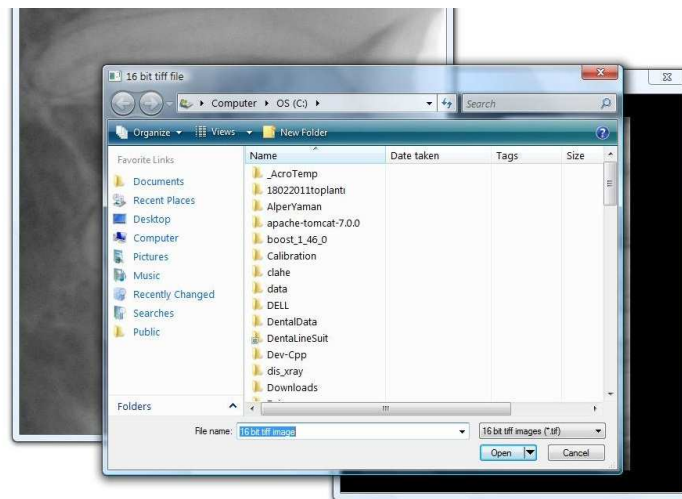 16 bit tiff file
Computer OS (C:)
Search
Organize Views New Folder
Favorite Links
Documents
Recent Places
Desktop
Computer
Pictures
Music
Recently Changed
Searches
Public
Folders
Name Date taken Tags Size
_AcroTemp
18022011toplantı
AlperYaman
apache-tomcat-7.0.0
boost_1_46_0
Calibration
clahe
data
DELL
DentalData
DentaLineSuit
Dev-Cpp
dis_xray
Downloads
File name: 16 bit tiff image 16 bit tiff images (*.tif)
Open Cancel